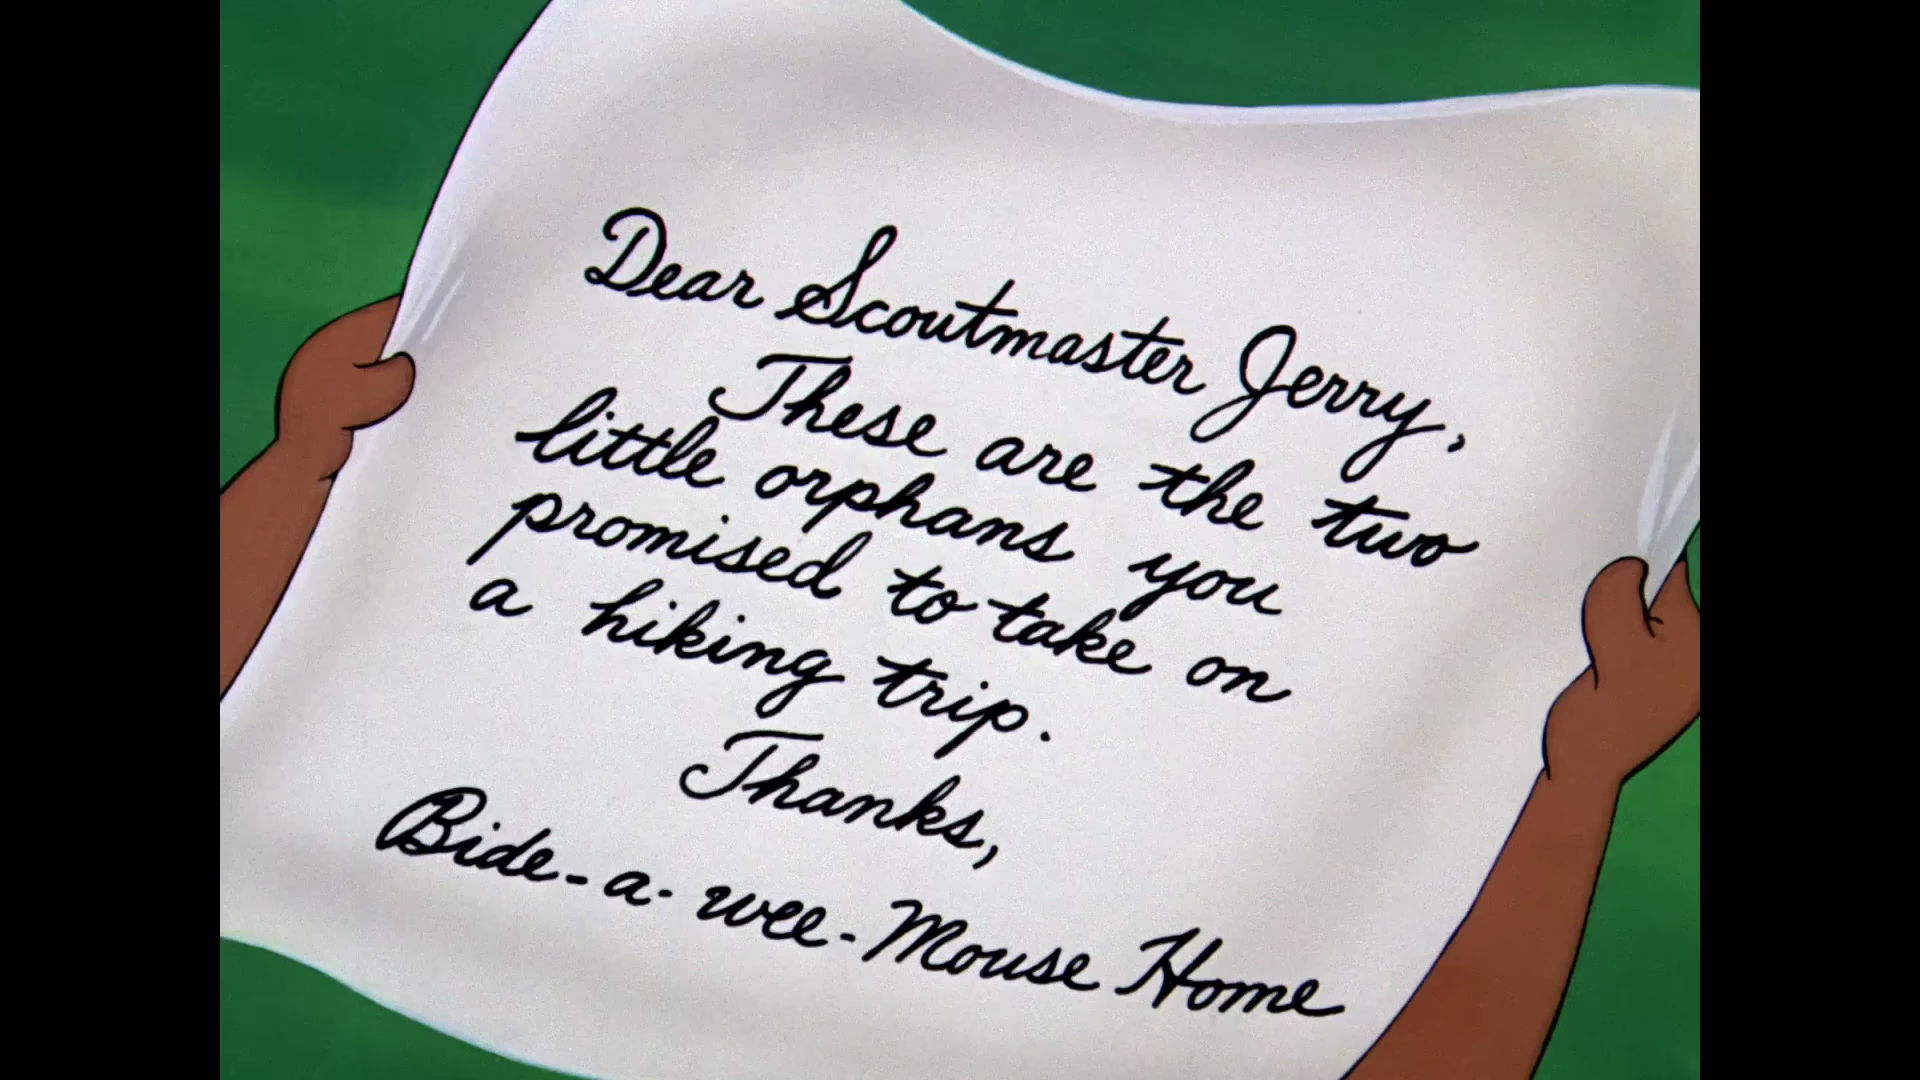 Dear Scoutmaster Jerry,
These are the two
little orphans you
promised to take on
a hiking trip.
Thanks,
Bide-a-wee-Mouse Home